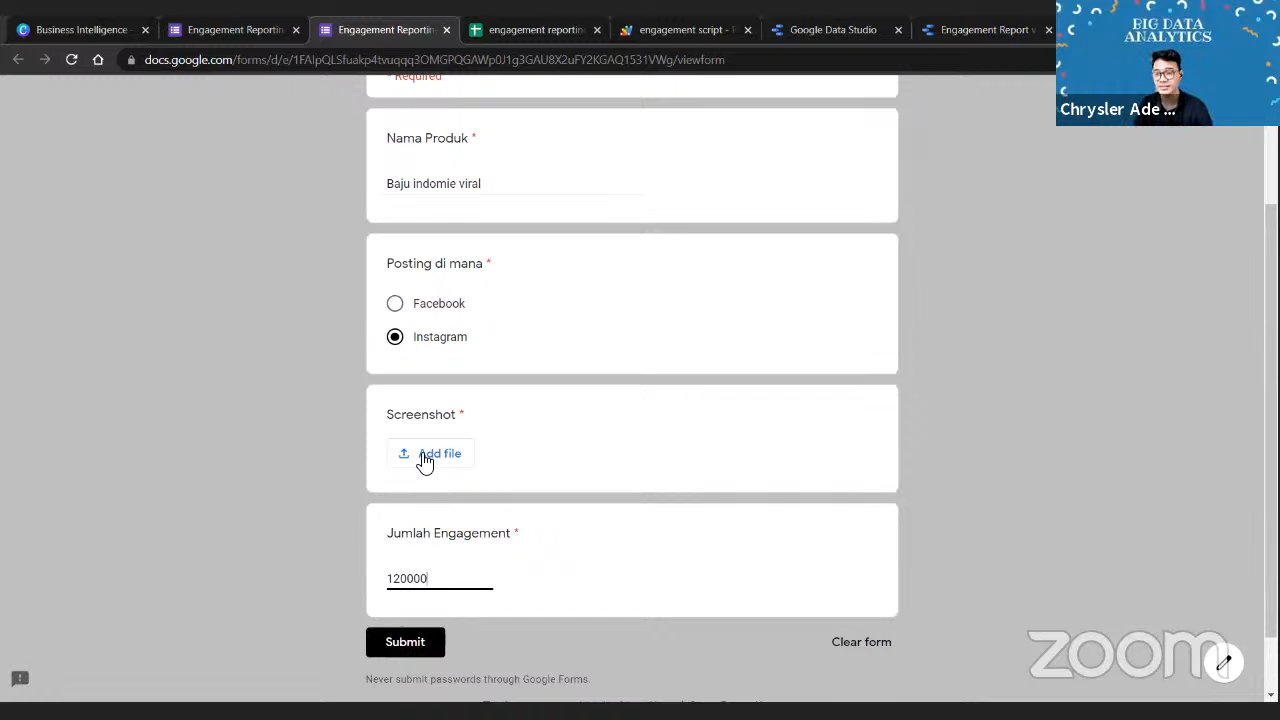 Business Intelligence
Engagement Reportin
Engagement Reportin
engagement reportin
engagement script -
Google Data Studio
Engagement Report
docs.google.com/forms/d/e/1FAIpQLSfuakp4tvuqqq3OMGPQGAWp0J1g3GAU8X2uFY2KGAQ1531VWg/viewform
BIG DATA
ANALYTICS
Chrysler Ade ...
* Required
Nama Produk *
Baju indomie viral
Posting di mana *
Facebook
Instagram
Screenshot *
Add file
Jumlah Engagement *
120000
Submit
Clear form
Never submit passwords through Google Forms.
zoom